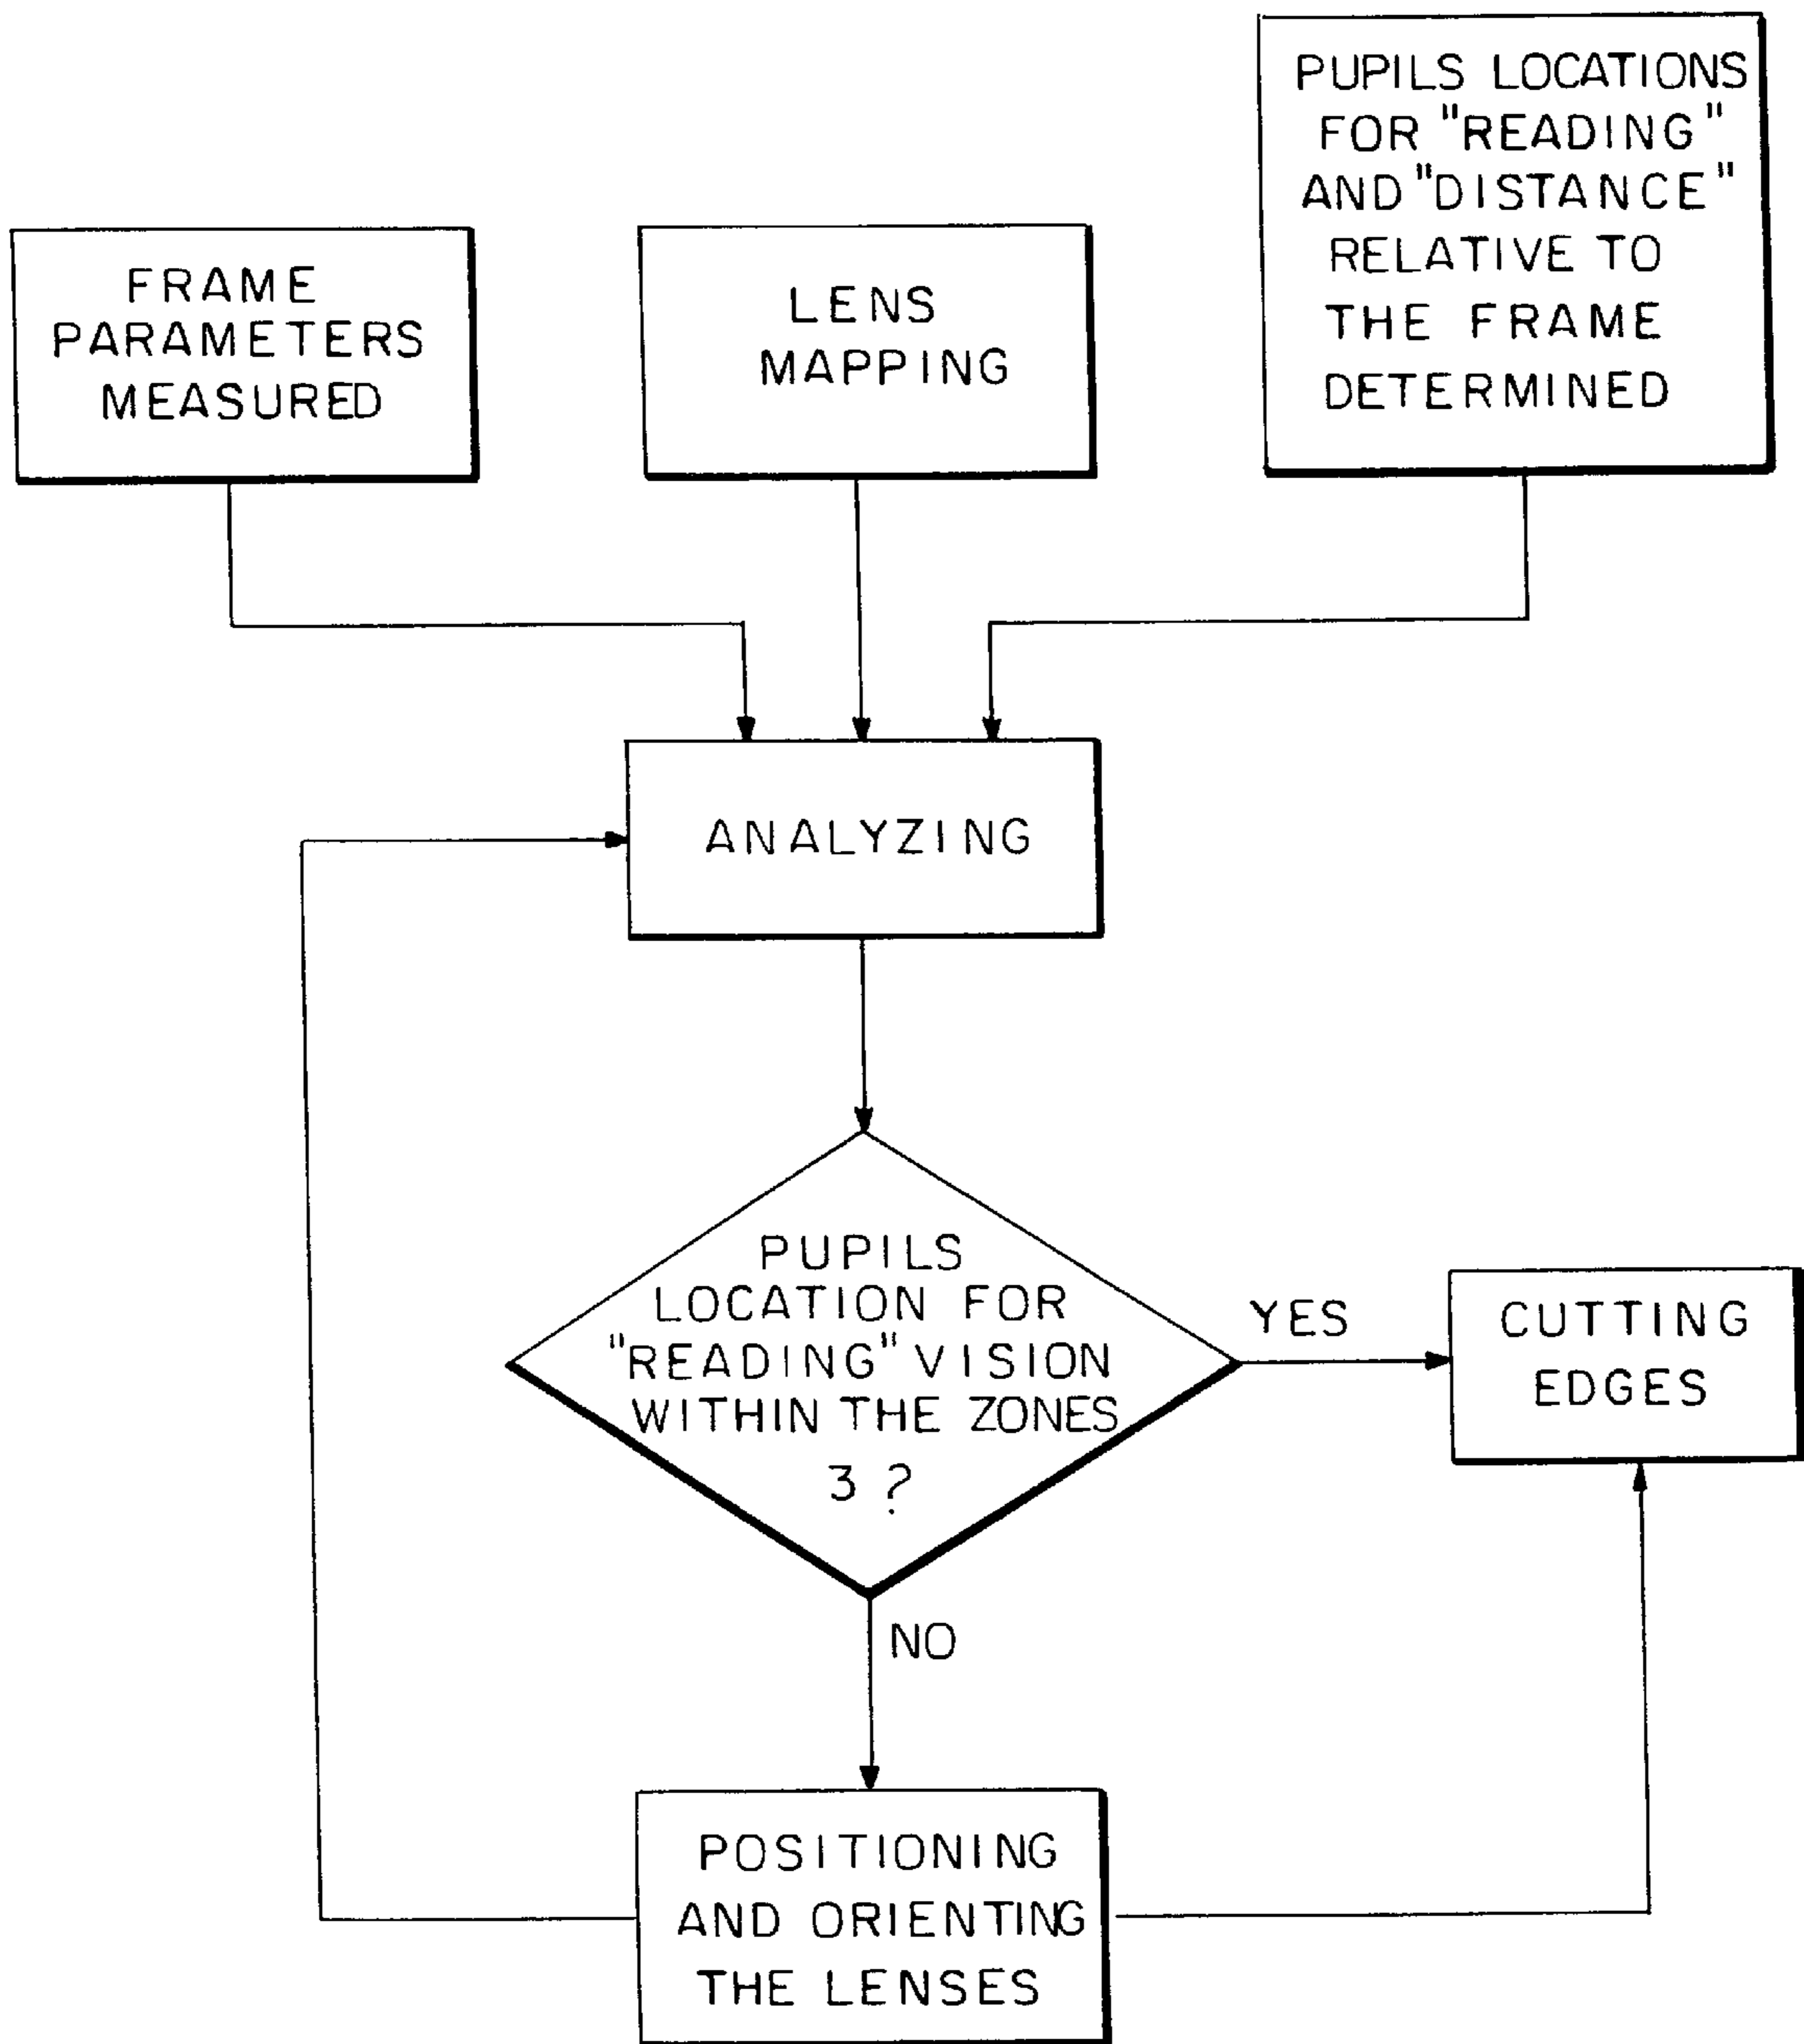 FRAME
PARAMETERS
MEASURED
LENS
MAPPING
PUPILS LOCATIONS
FOR "READING"
AND "DISTANCE"
RELATIVE TO
THE FRAME
DETERMINED
ANALYZING
PUPILS
LOCATION FOR
"READING" VISION
WITHIN THE ZONES
3 ?
YES
CUTTING
EDGES
NO
POSITIONING
AND ORIENTING
THE LENSES